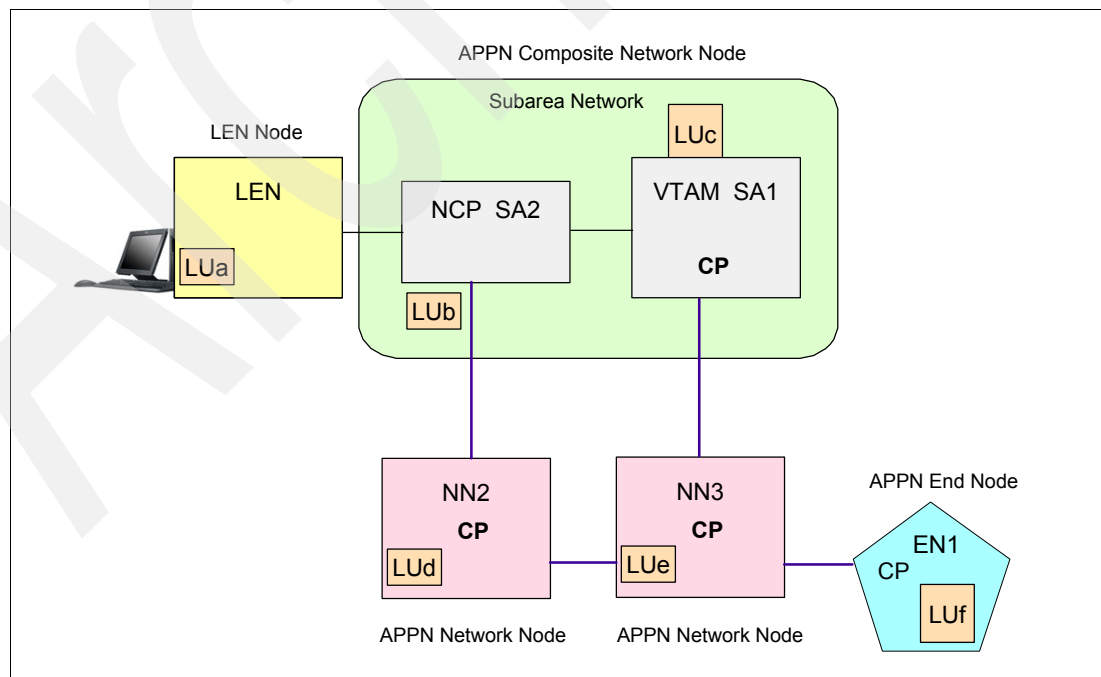 APPN Composite Network Node
Subarea Network
LEN Node
LUc
LEN
NCP SA2
VTAM SA1
CP
LUa
LUb
NN2
CP
NN3
CP
APPN End Node
EN1
CP
LUd
LUe
LUf
APPN Network Node
APPN Network Node